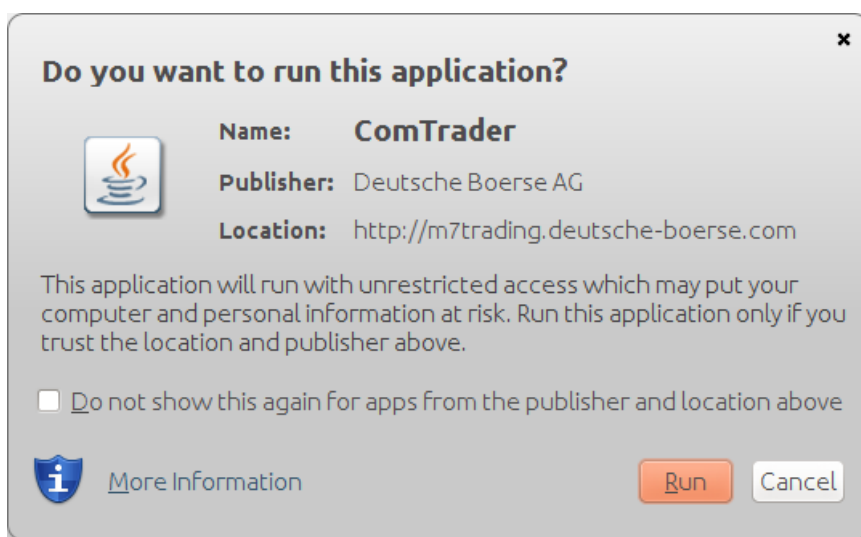 Do you want to run this application?
Name: ComTrader
Publisher: Deutsche Boerse AG
Location: http://m7trading.deutsche-boerse.com
This application will run with unrestricted access which may put your
computer and personal information at risk. Run this application only if you
trust the location and publisher above.
Do not show this again for apps from the publisher and location above
More Information Run Cancel